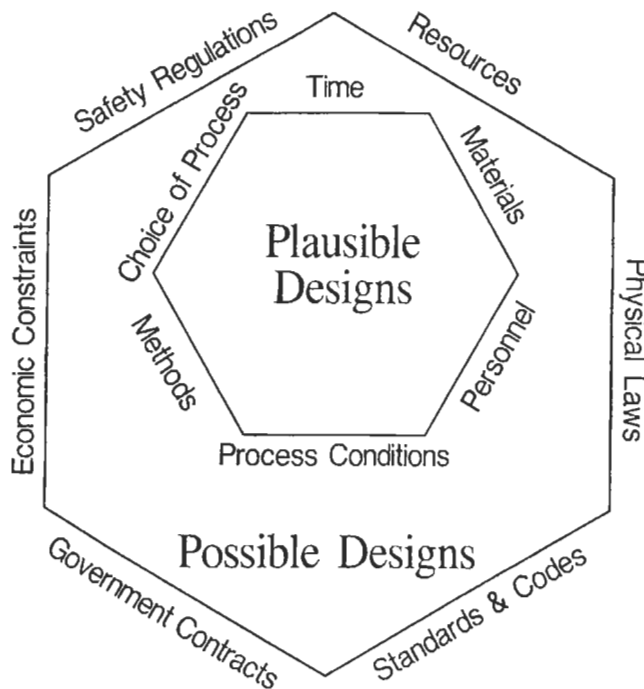 Safety Regulations
Resources
Time
Choice of Process
Materials
Plausible
Designs
Economic Constraints
Physical Laws
Methods
Personnel
Process Conditions
Possible Designs
Government Contracts
Standards & Codes